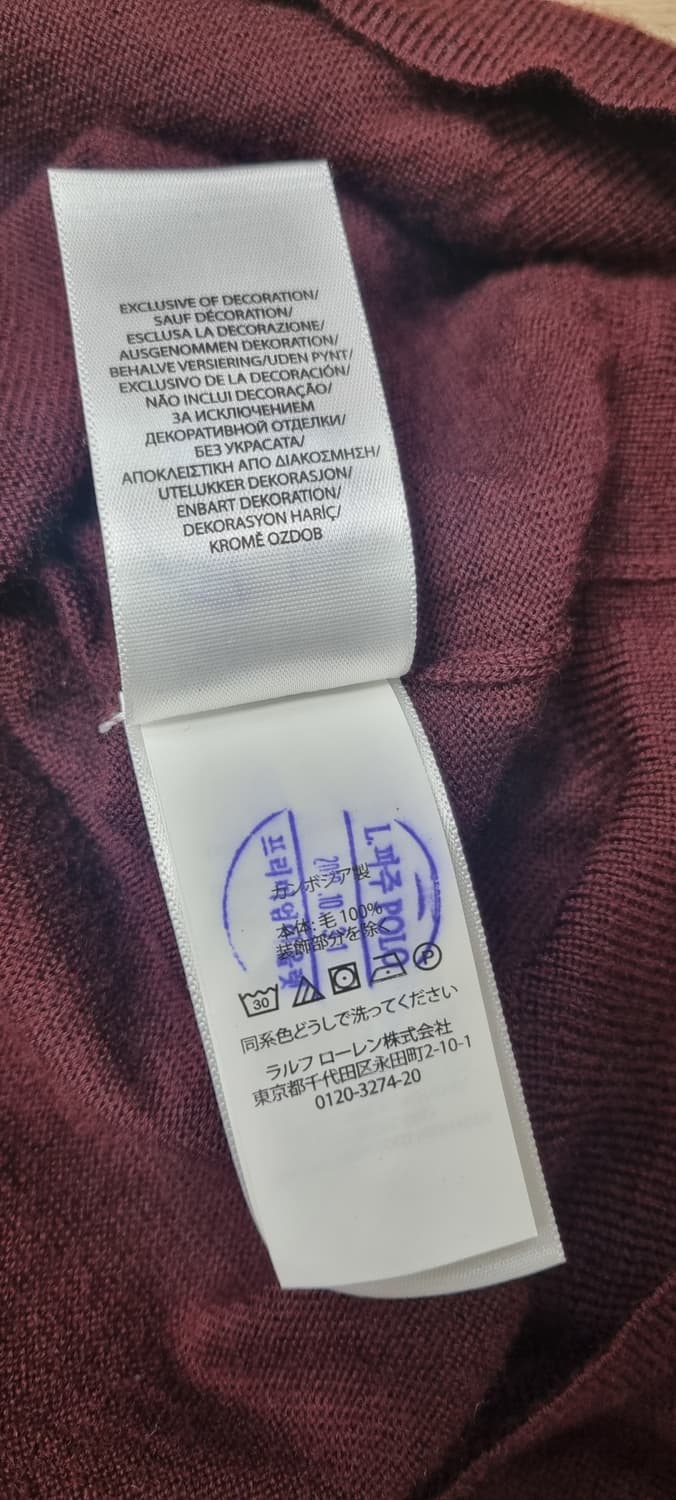 EXCLUSIVE OF DECORATION/
SAUF DÉCORATION/
ESCLUSA LA DECORAZIONE/
AUSGENOMMEN DEKORATION/
BEHALVE VERSIERING/UDEN PYNT/
EXCLUSIVO DE LA DECORACIÓN/
NÃO INCLUI DECORAÇÃO/
ЗА ИСКЛЮЧЕНИЕМ
ДЕКОРАТИВНОЙ ОТДЕЛКИ/
БЕЗ УКРАСАТА/
ΑΠΟΚΛΕΙΣΤΙΚΗ ΑΠΟ ΔΙΑΚΟΣΜΗΣΗ/
UTELUKKER DEKORASJON/
ENBART DEKORATION/
DEKORASYON HARİÇ/
KROMĚ OZDOB
L.파주 POLO
カンボジア製
本体: 毛 100%
装飾部分を除く
30
P
同系色どうしで洗ってください
ラルフ ローレン株式会社
東京都千代田区永田町2-10-1
0120-3274-20